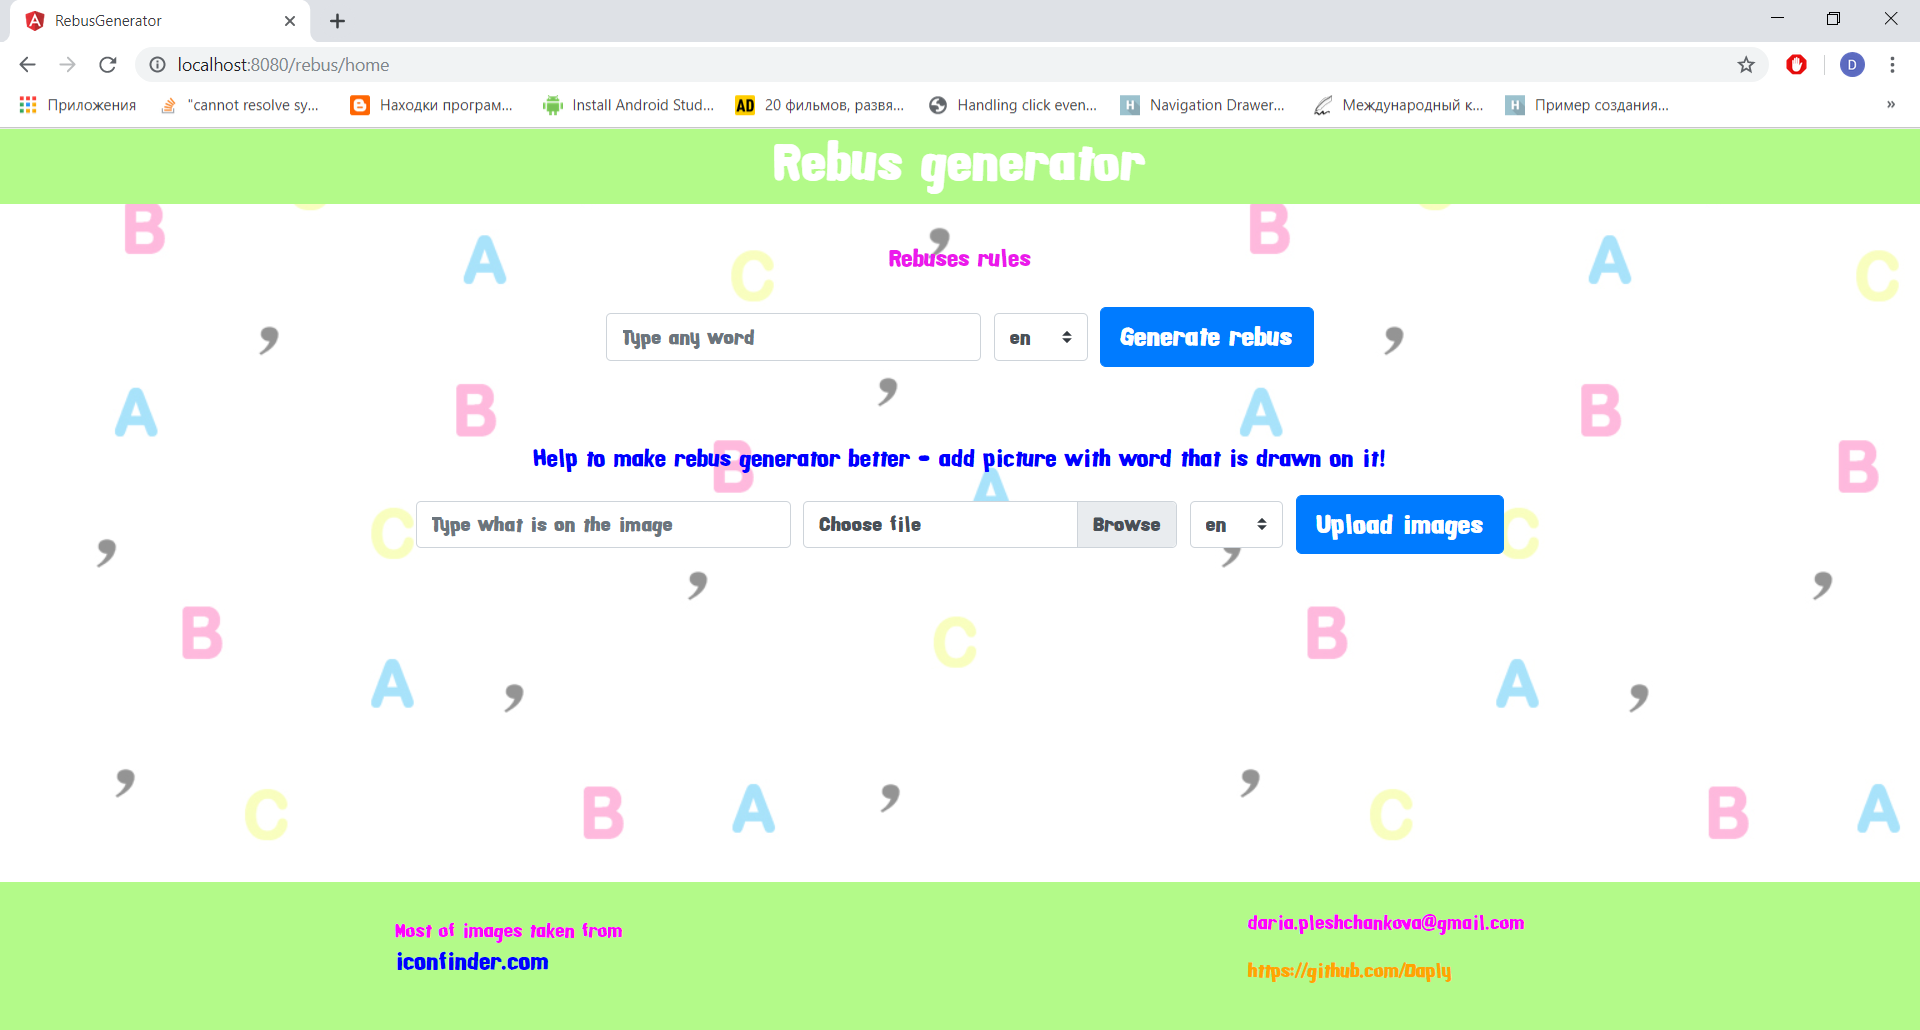 RebusGenerator
localhost:8080/rebus/home
D
Приложения
"cannot resolve sy...
Находки програм...
Install Android Stud...
AD
20 фильмов, развя...
Handling click even...
H
Navigation Drawer...
Международный к...
H
Пример создания...
»
Rebus generator
B
A
C
,
B
A
C
Rebuses rules
,
Type any word
en
Generate rebus
,
A
B
,
A
B
B
Help to make rebus generator better - add picture with word that is drawn on it!
B
A
C
Type what is on the image
Choose file
Browse
en
Upload images
C
,
,
,
,
B
C
B
A
,
A
,
,
C
B
A
,
,
C
B
A
Most of images taken from
iconfinder.com
daria.pleshchankova@gmail.com
https://github.com/Daply